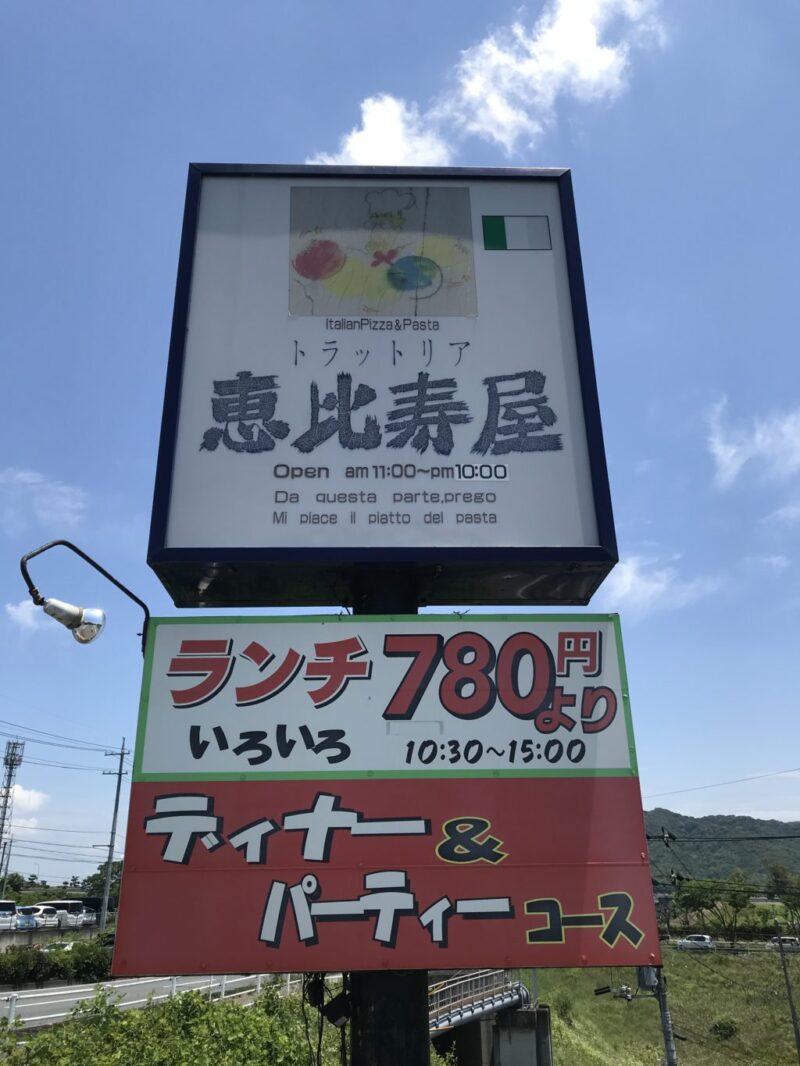 ItalianPizza&Pasta
トラットリア
恵比寿屋
Open am11:00～pm10:00
Da questa parte,prego
Mi piace il piatto del pasta
ランチ780円より
いろいろ 10:30～15:00
ディナー&
パーティーコース